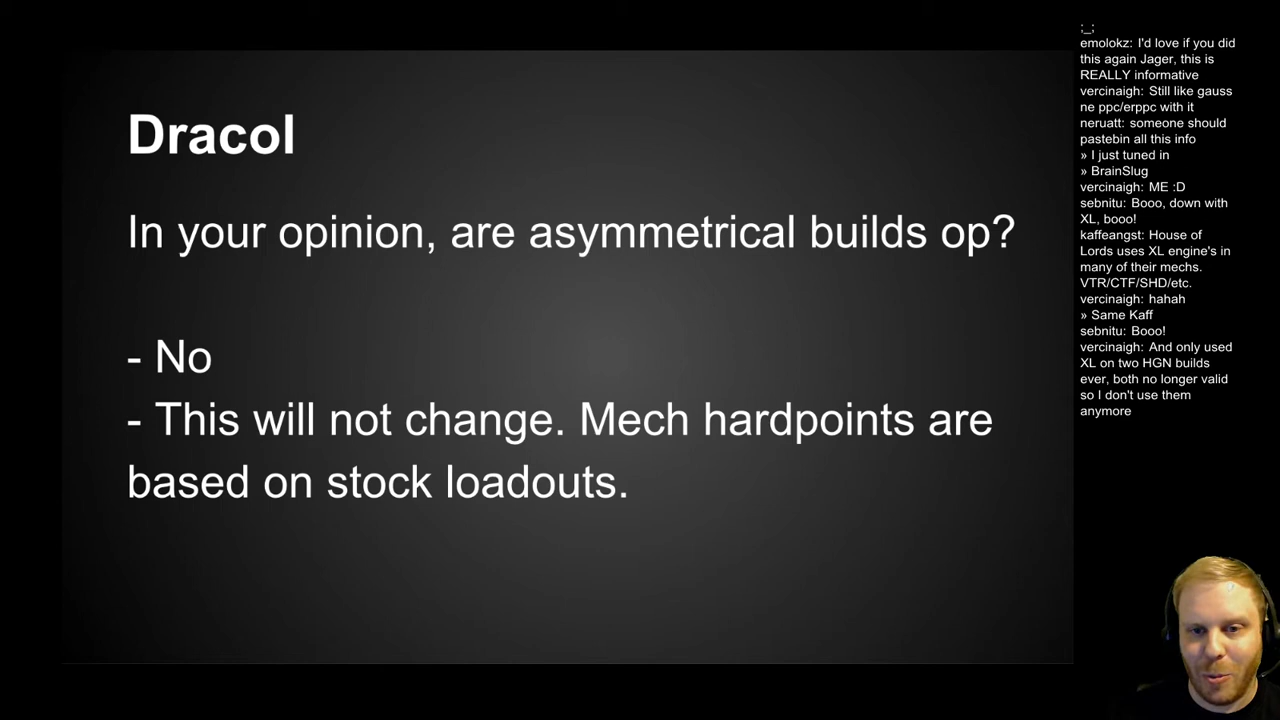 Dracol
In your opinion, are asymmetrical builds op?
- No
- This will not change. Mech hardpoints are
based on stock loadouts.
;_;
emolokz: I'd love if you did
this again Jager, this is
REALLY informative
vercinaigh: Still like gauss
ne ppc/erppc with it
neruatt: someone should
pastebin all this info
» I just tuned in
» BrainSlug
vercinaigh: ME :D
sebnitu: Booo, down with
XL, booo!
kaffeangst: House of
Lords uses XL engine's in
many of their mechs.
VTR/CTF/SHD/etc.
vercinaigh: hahah
» Same Kaff
sebnitu: Booo!
vercinaigh: And only used
XL on two HGN builds
ever, both no longer valid
so I don't use them
anymore